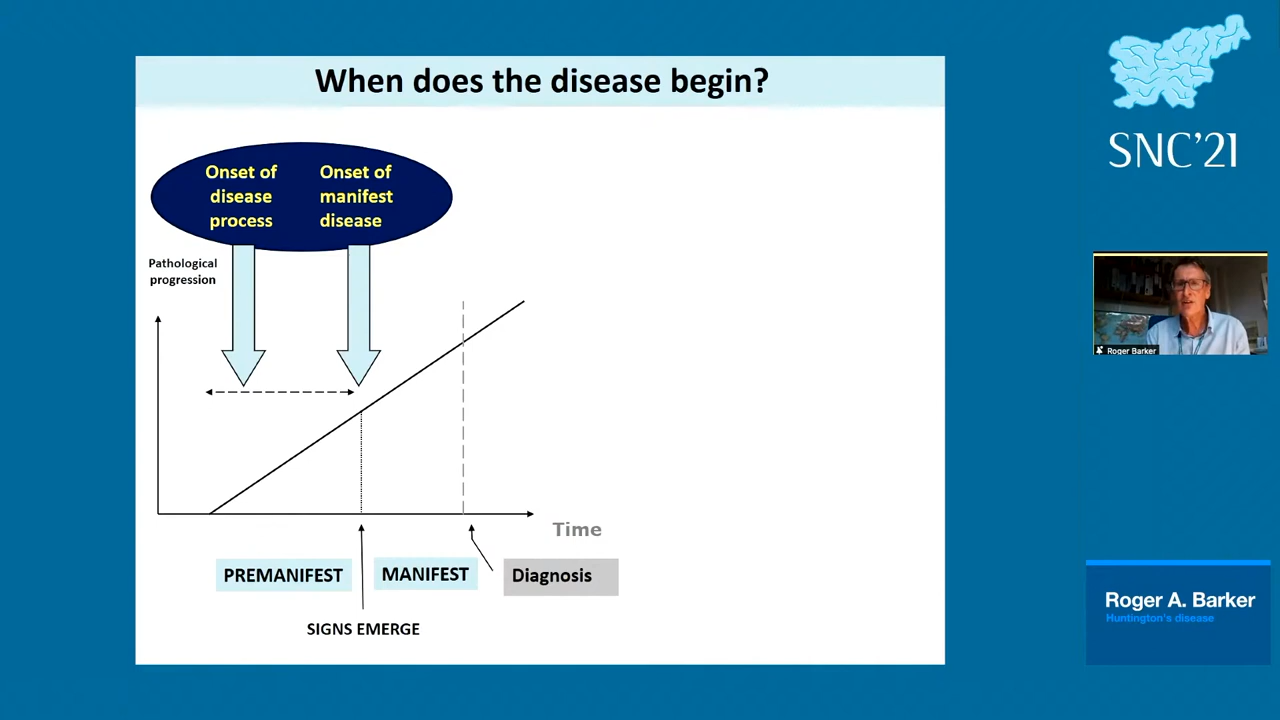 When does the disease begin?
Onset of
disease
process
Onset of
manifest
disease
Pathological
progression
Time
PREMANIFEST
MANIFEST
Diagnosis
SIGNS EMERGE
SNC'21
Roger Barker
Roger A. Barker
Huntington's disease